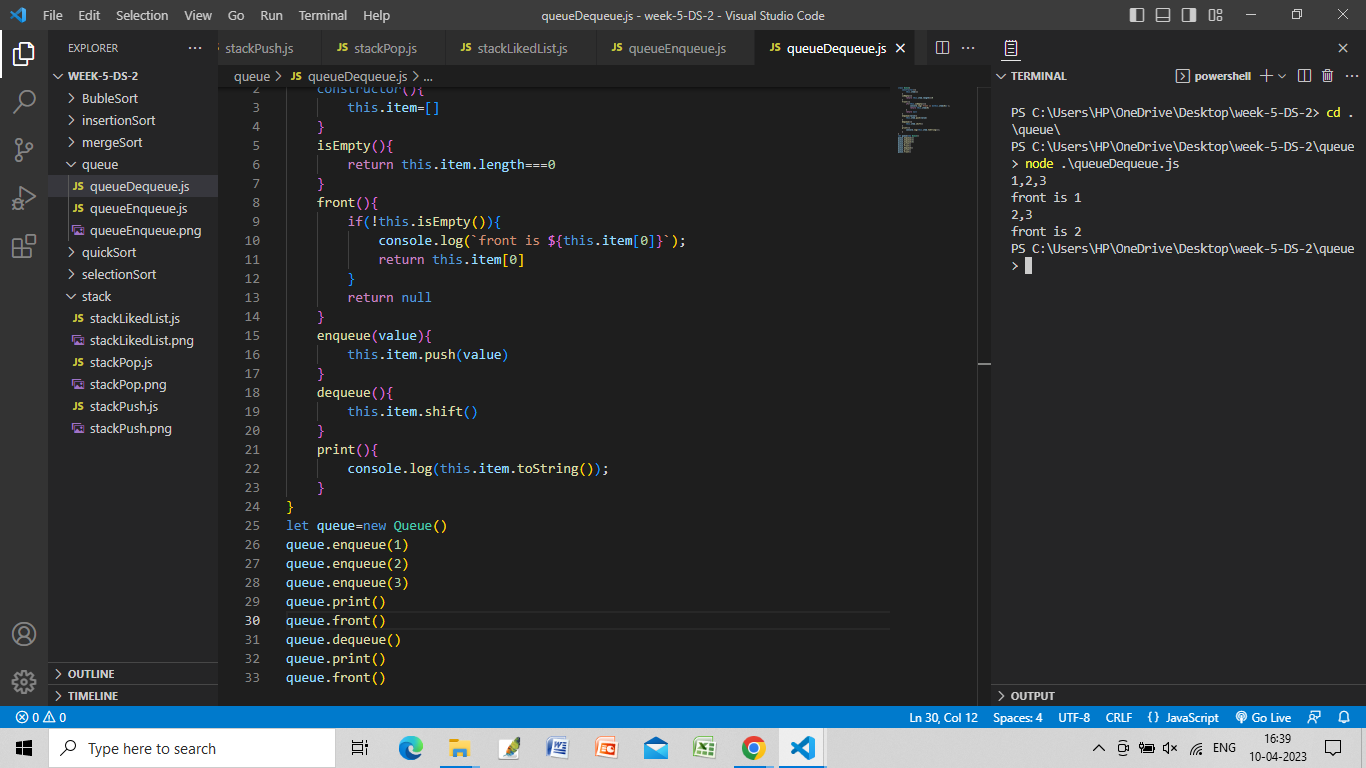 File Edit Selection View Go Run Terminal Help queueDequeue.js - week-5-DS-2 - Visual Studio Code
EXPLORER
WEEK-5-DS-2
BubleSort
insertionSort
mergeSort
queue
JS queueDequeue.js
JS queueEnqueue.js
queueEnqueue.png
quickSort
selectionSort
stack
JS stackLikedList.js
stackLikedList.png
JS stackPop.js
stackPop.png
JS stackPush.js
stackPush.png
OUTLINE
TIMELINE
stackPush.js JS stackPop.js JS stackLikedList.js JS queueEnqueue.js JS queueDequeue.js
queue > JS queueDequeue.js > ...
2 constructor(){
3 this.item=[]
4 }
5 isEmpty(){
6 return this.item.length===0
7 }
8 front(){
9 if(!this.isEmpty()){
10 console.log(`front is ${this.item[0]}`);
11 return this.item[0]
12 }
13 return null
14 }
15 enqueue(value){
16 this.item.push(value)
17 }
18 dequeue(){
19 this.item.shift()
20 }
21 print(){
22 console.log(this.item.toString());
23 }
24 }
25 let queue=new Queue()
26 queue.enqueue(1)
27 queue.enqueue(2)
28 queue.enqueue(3)
29 queue.print()
30 queue.front()
31 queue.dequeue()
32 queue.print()
33 queue.front()
TERMINAL powershell
PS C:\Users\HP\OneDrive\Desktop\week-5-DS-2> cd .
\queue\
PS C:\Users\HP\OneDrive\Desktop\week-5-DS-2\queue
> node .\queueDequeue.js
1,2,3
front is 1
2,3
front is 2
PS C:\Users\HP\OneDrive\Desktop\week-5-DS-2\queue
>
OUTPUT
0 0 Ln 30, Col 12 Spaces: 4 UTF-8 CRLF {} JavaScript Go Live
Type here to search ENG 16:39
10-04-2023